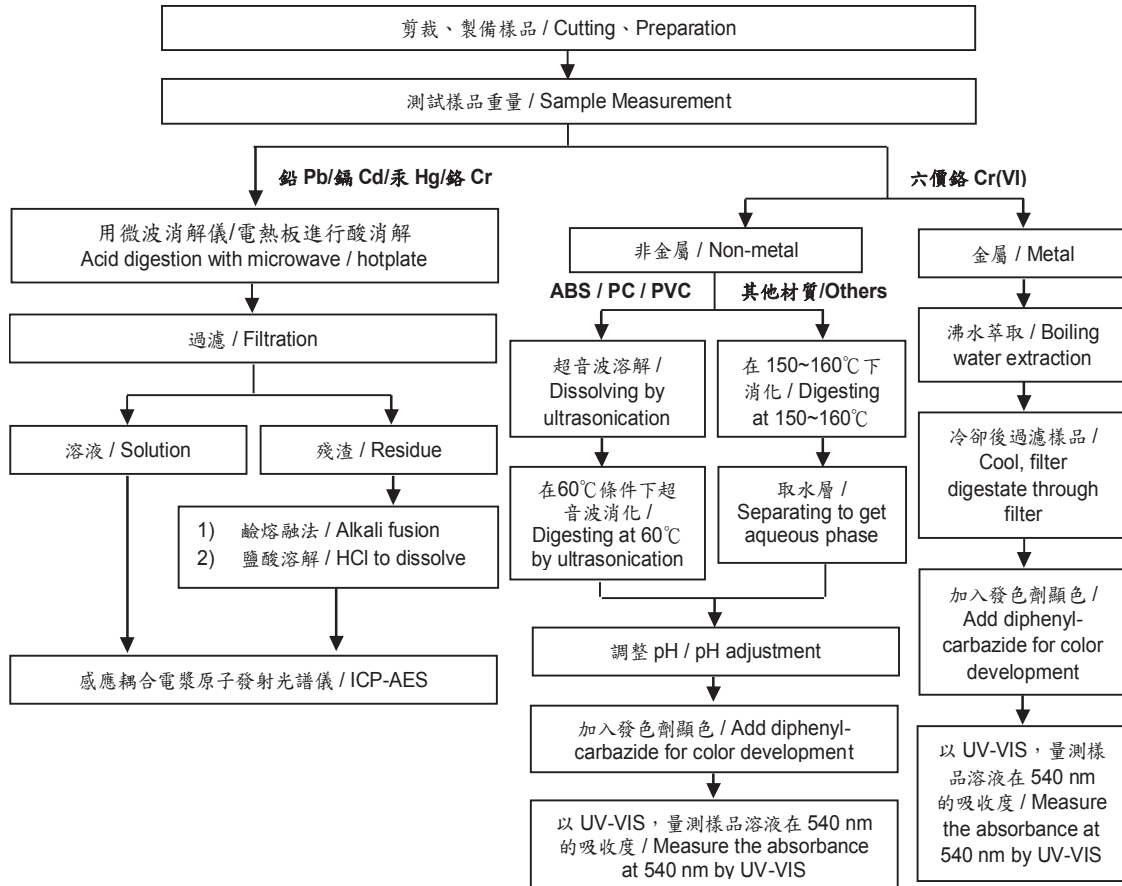 剪裁、製備樣品 / Cutting、Preparation
測試樣品重量 / Sample Measurement
鉛 Pb/鎘 Cd/汞 Hg/鉻 Cr
六價鉻 Cr(VI)
用微波消解儀/電熱板進行酸消解
Acid digestion with microwave / hotplate
過濾 / Filtration
溶液 / Solution
殘渣 / Residue
1) 鹼熔融法 / Alkali fusion
2) 鹽酸溶解 / HCl to dissolve
感應耦合電漿原子發射光譜儀 / ICP-AES
非金屬 / Non-metal
ABS / PC / PVC
其他材質/Others
超音波溶解 /
Dissolving by
ultrasonication
在60℃條件下超
音波消化 /
Digesting at 60℃
by ultrasonication
在 150~160℃下
消化 / Digesting
at 150~160℃
取水層 /
Separating to get
aqueous phase
調整 pH / pH adjustment
加入發色劑顯色 / Add diphenyl-
carbazide for color development
以 UV-VIS，量測樣品溶液在 540 nm
的吸收度 / Measure the absorbance
at 540 nm by UV-VIS
金屬 / Metal
沸水萃取 / Boiling
water extraction
冷卻後過濾樣品 /
Cool, filter
digestate through
filter
加入發色劑顯色 /
Add diphenyl-
carbazide for color
development
以 UV-VIS，量測樣
品溶液在 540 nm
的吸收度 / Measure
the absorbance at
540 nm by UV-VIS